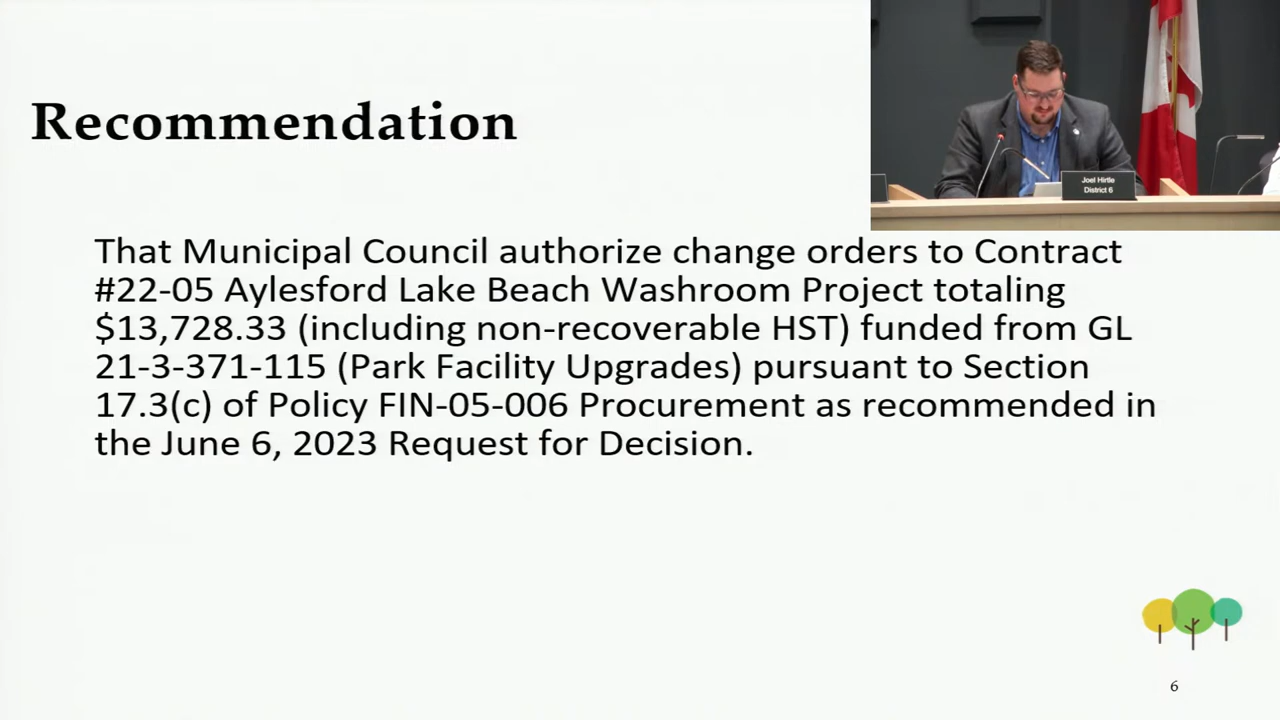 Recommendation
Joel Hirtle
District 6
That Municipal Council authorize change orders to Contract
#22-05 Aylesford Lake Beach Washroom Project totaling
$13,728.33 (including non-recoverable HST) funded from GL
21-3-371-115 (Park Facility Upgrades) pursuant to Section
17.3(c) of Policy FIN-05-006 Procurement as recommended in
the June 6, 2023 Request for Decision.
6